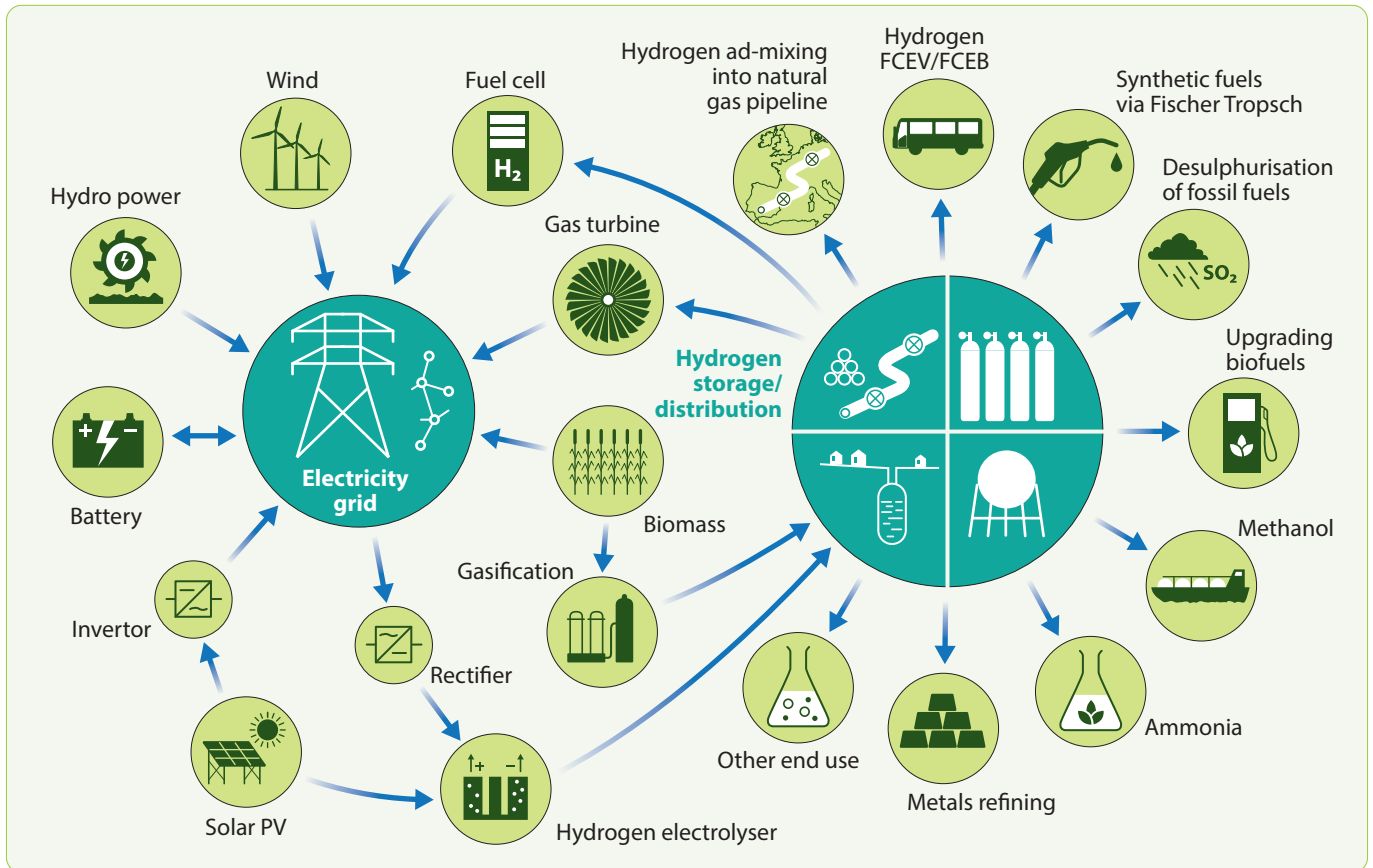 Wind
Fuel cell
H₂
Hydrogen ad-mixing
into natural
gas pipeline
Hydrogen
FCEV/FCEB
Synthetic fuels
via Fischer Tropsch
Hydro power
Gas turbine
Desulphurisation
of fossil fuels
SO₂
Hydrogen
storage/
distribution
Upgrading
biofuels
+ −
Battery
Electricity
grid
Biomass
Methanol
Gasification
Invertor
Rectifier
Solar PV
+ −
Hydrogen electrolyser
Other end use
Metals refining
Ammonia